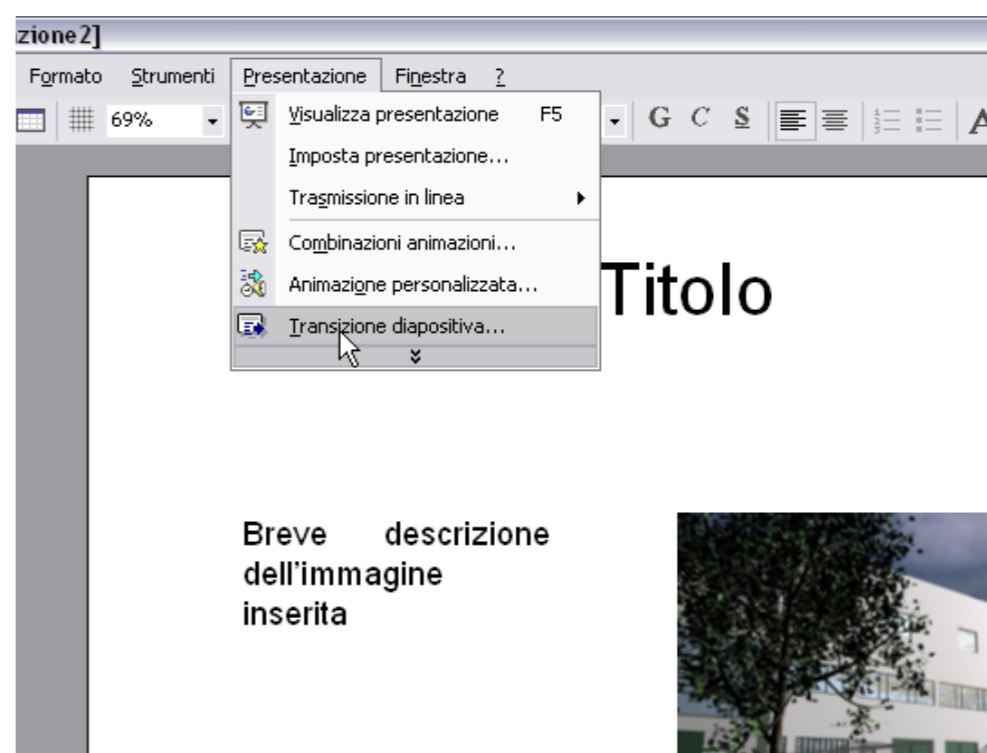 zione2]
Formato Strumenti Presentazione Finestra ?
69% G C S A
Visualizza presentazione F5
Imposta presentazione...
Trasmissione in linea
Combinazioni animazioni...
Animazione personalizzata...
Transizione diapositiva...
Titolo
Breve descrizione
dell'immagine
inserita